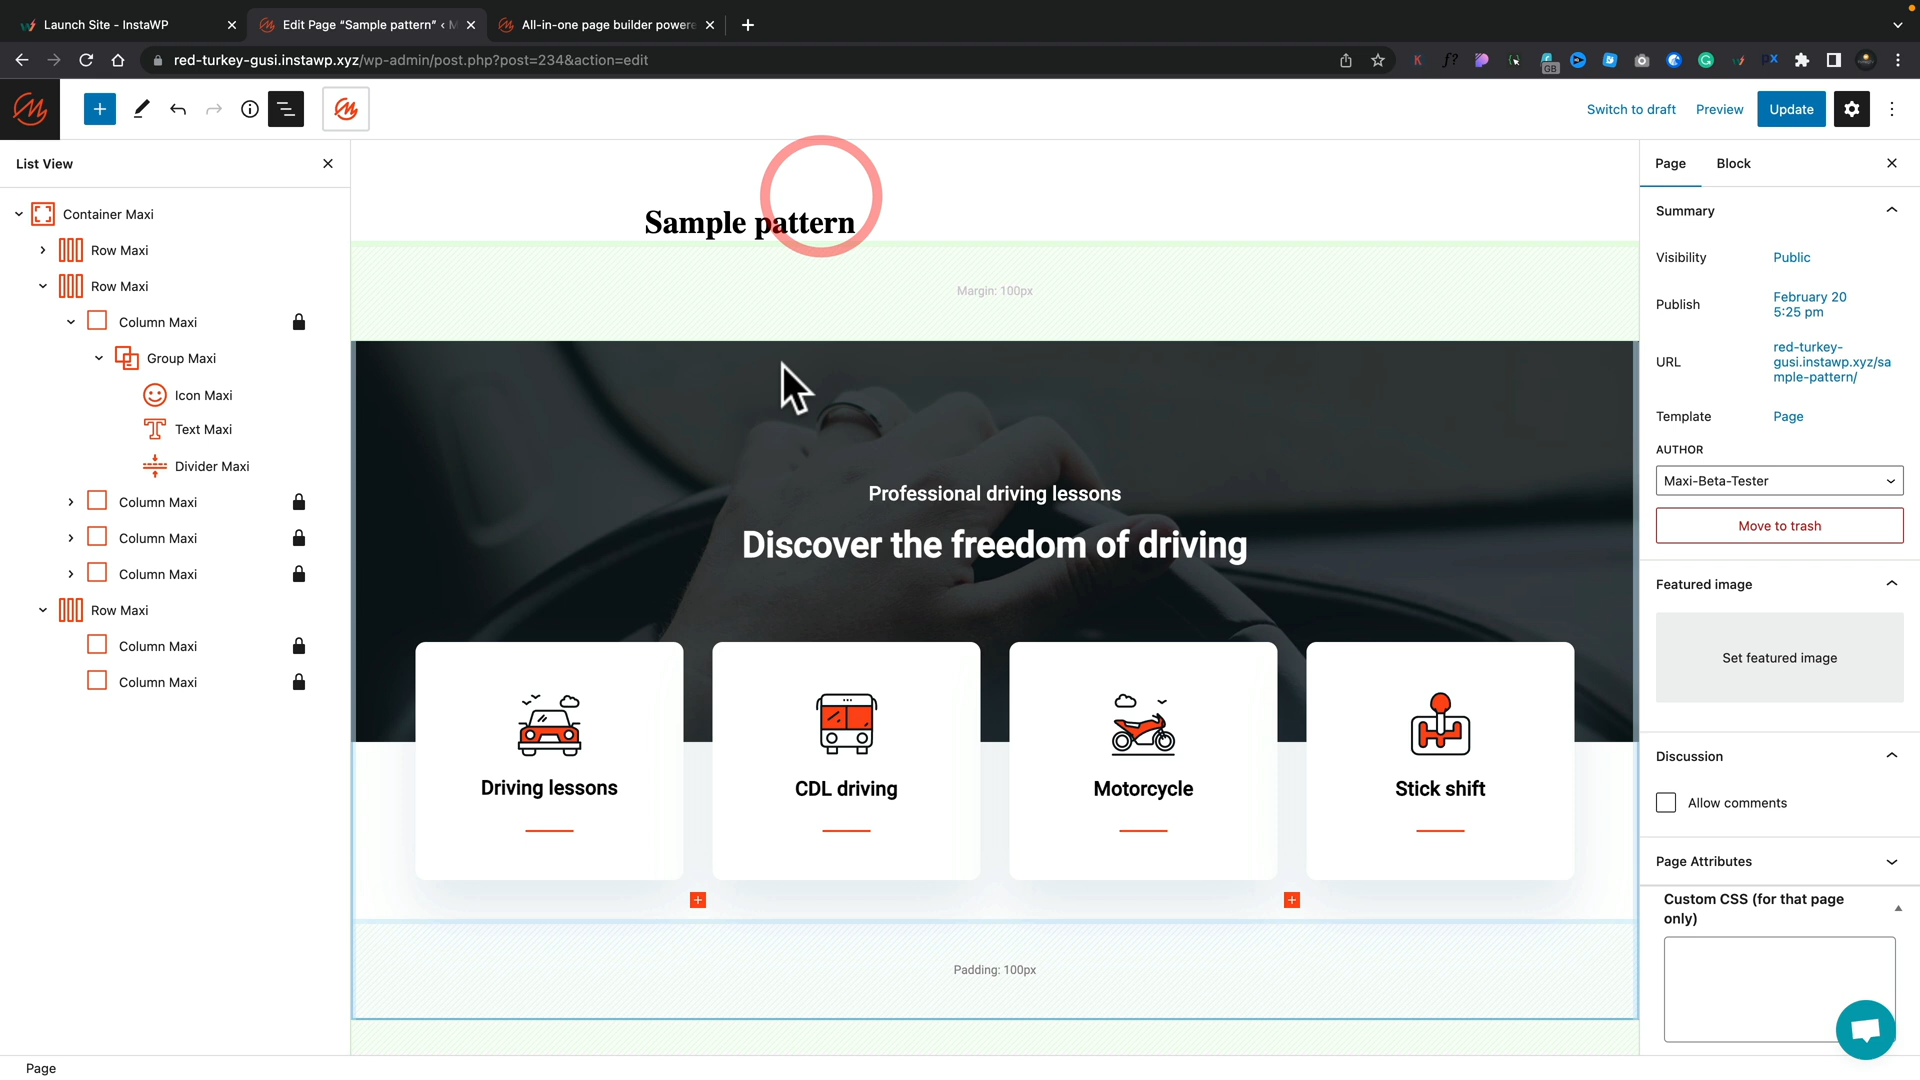 Launch Site - InstaWP
Edit Page “Sample pattern” ‹ M
All-in-one page builder powere
red-turkey-gusi.instawp.xyz/wp-admin/post.php?post=234&action=edit
K
f?
GB
G
PX
Switch to draft
Preview
Update
List View
Page
Block
Container Maxi
Row Maxi
Row Maxi
Column Maxi
Group Maxi
Icon Maxi
Text Maxi
Divider Maxi
Column Maxi
Column Maxi
Column Maxi
Row Maxi
Column Maxi
Column Maxi
Sample pattern
Margin: 100px
Professional driving lessons
Discover the freedom of driving
Driving lessons
CDL driving
Motorcycle
Stick shift
Padding: 100px
Summary
Visibility
Public
Publish
February 20
5:25 pm
URL
red-turkey-
gusi.instawp.xyz/sa
mple-pattern/
Template
Page
AUTHOR
Maxi-Beta-Tester
Move to trash
Featured image
Set featured image
Discussion
Allow comments
Page Attributes
Custom CSS (for that page
only)
Page